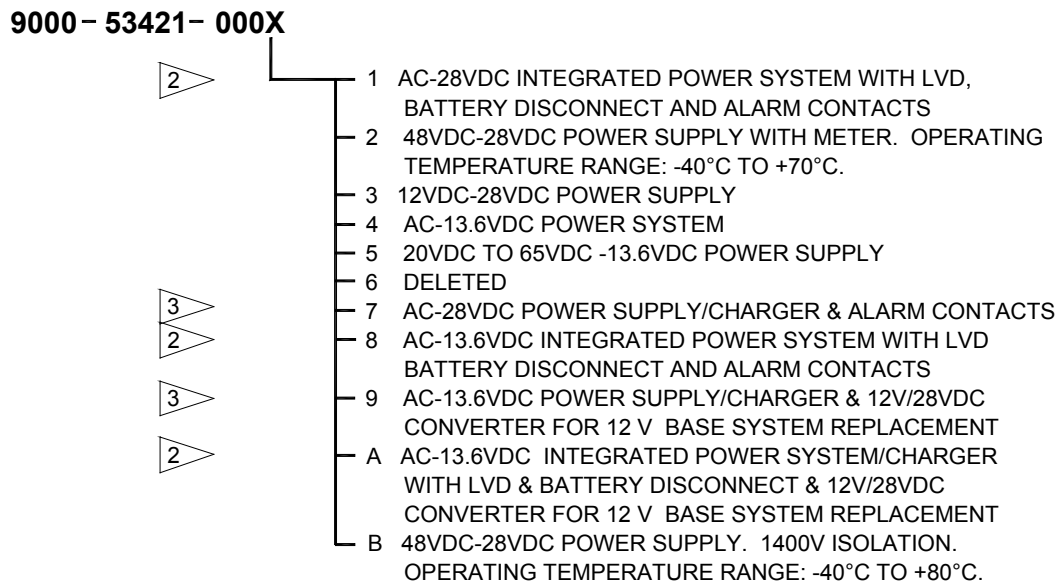 9000 - 53421 - 000X
2 1 AC-28VDC INTEGRATED POWER SYSTEM WITH LVD,
BATTERY DISCONNECT AND ALARM CONTACTS
2 48VDC-28VDC POWER SUPPLY WITH METER. OPERATING
TEMPERATURE RANGE: -40°C TO +70°C.
3 12VDC-28VDC POWER SUPPLY
4 AC-13.6VDC POWER SYSTEM
5 20VDC TO 65VDC -13.6VDC POWER SUPPLY
6 DELETED
3 7 AC-28VDC POWER SUPPLY/CHARGER & ALARM CONTACTS
2 8 AC-13.6VDC INTEGRATED POWER SYSTEM WITH LVD
BATTERY DISCONNECT AND ALARM CONTACTS
3 9 AC-13.6VDC POWER SUPPLY/CHARGER & 12V/28VDC
CONVERTER FOR 12 V BASE SYSTEM REPLACEMENT
2 A AC-13.6VDC INTEGRATED POWER SYSTEM/CHARGER
WITH LVD & BATTERY DISCONNECT & 12V/28VDC
CONVERTER FOR 12 V BASE SYSTEM REPLACEMENT
B 48VDC-28VDC POWER SUPPLY. 1400V ISOLATION.
OPERATING TEMPERATURE RANGE: -40°C TO +80°C.